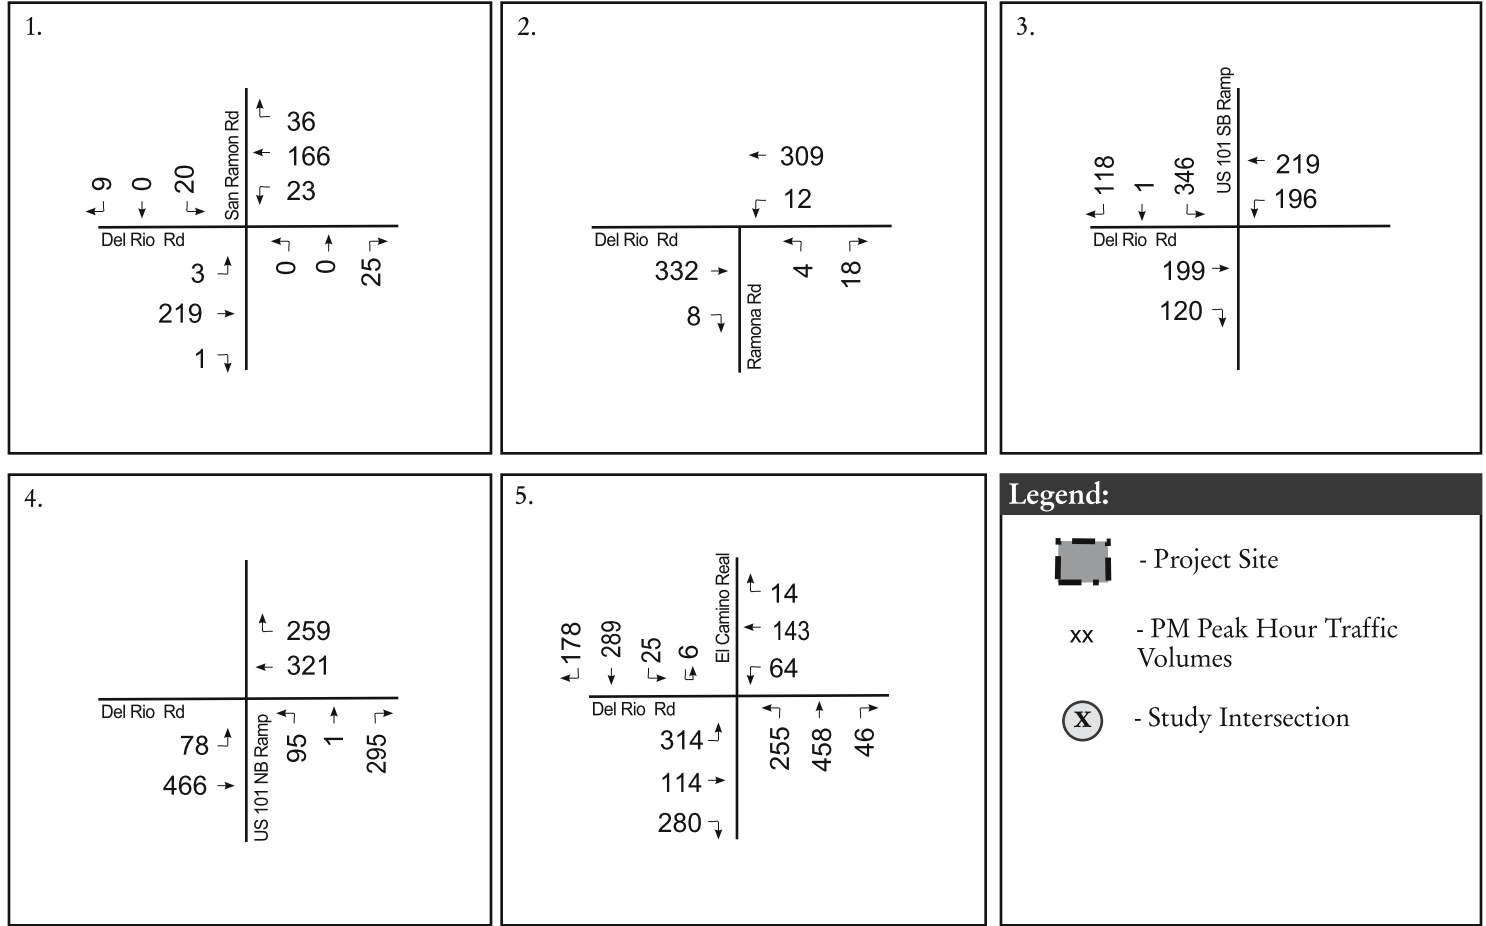 1.
San Ramon Rd
36
166
23
9
0
20
Del Rio Rd
3
219
1
0
0
25
2.
309
12
Del Rio Rd
332
8
Ramona Rd
4
18
3.
US 101 SB Ramp
118
1
346
219
196
Del Rio Rd
199
120
4.
259
321
Del Rio Rd
78
466
US 101 NB Ramp
95
1
295
5.
El Camino Real
14
143
64
178
289
25
6
Del Rio Rd
314
114
280
255
458
46
Legend:
- Project Site
xx
- PM Peak Hour Traffic
Volumes
X
- Study Intersection